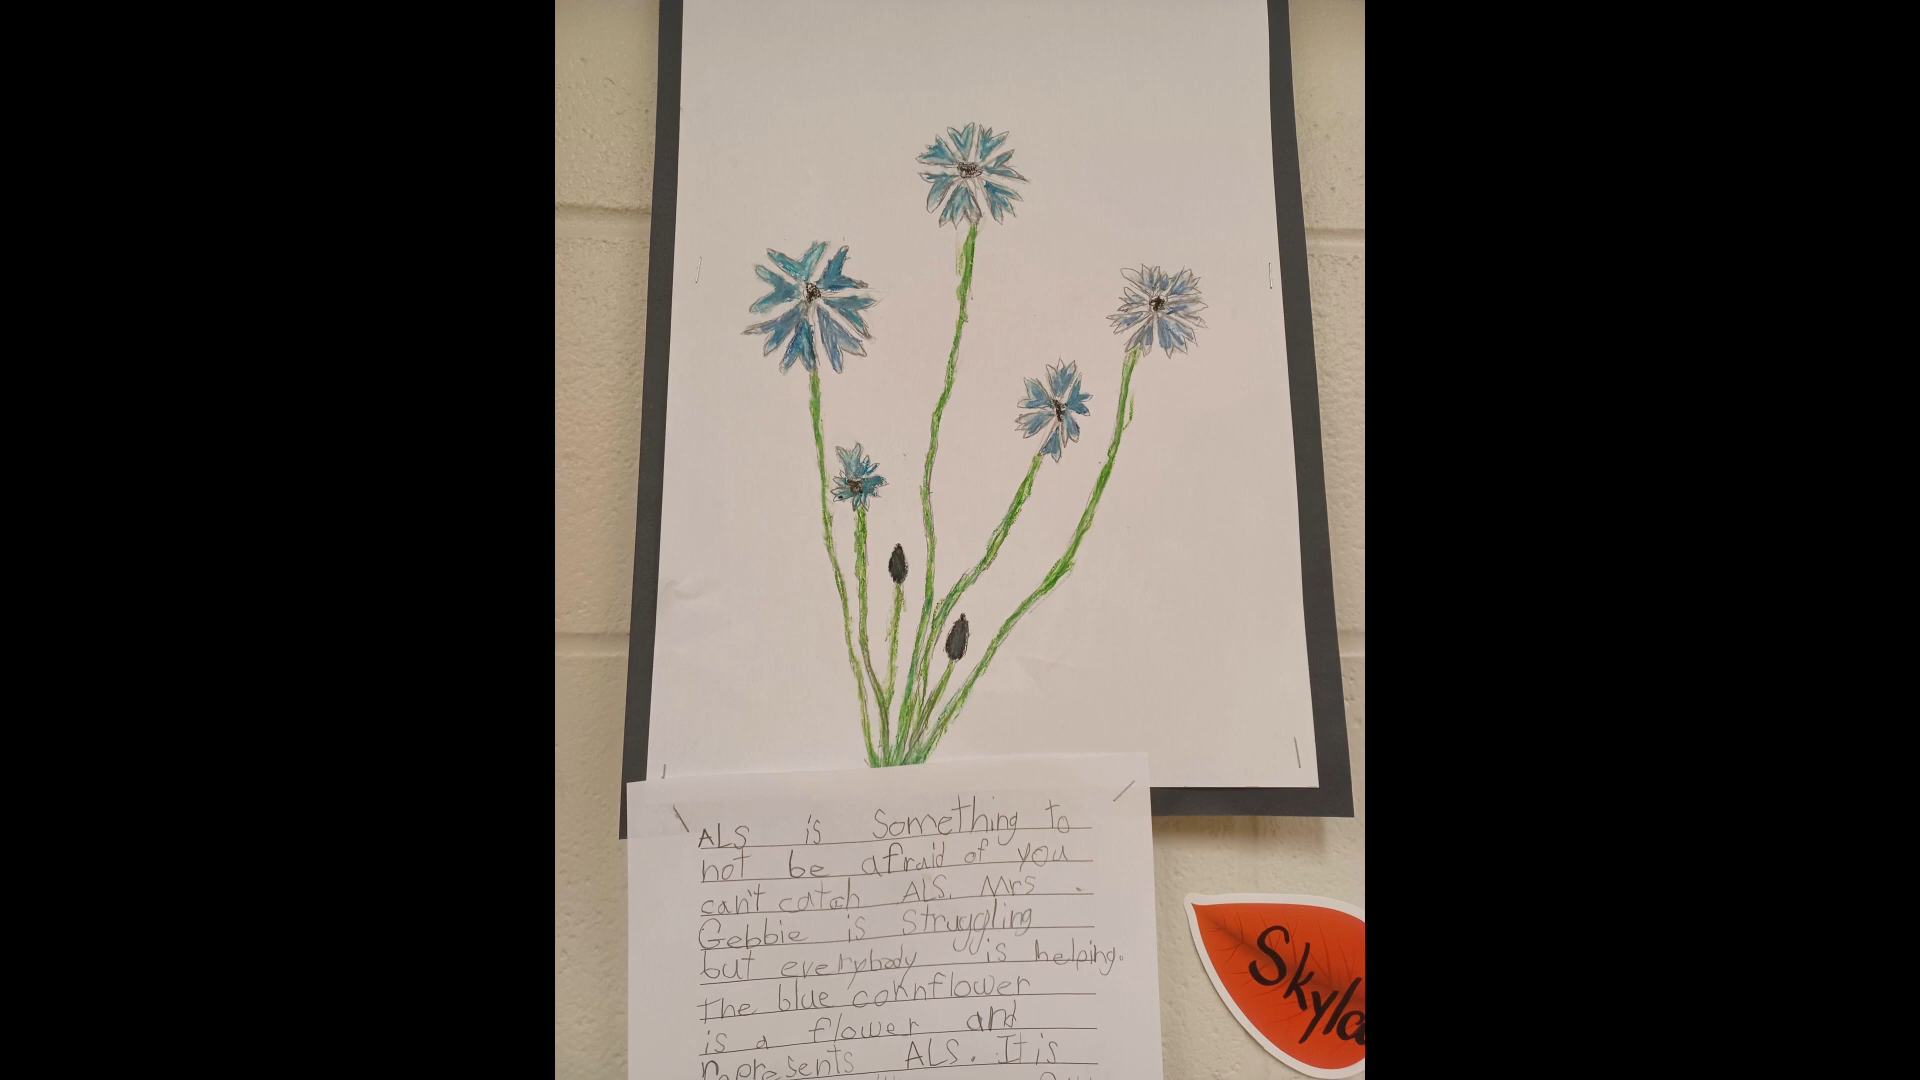 ALS is something to
not be afraid of you
can't catch ALS. Mrs.
Gebbie is struggling
but everybody is helping.
the blue cornflower
is a flower and
represents ALS. It is
Skyla